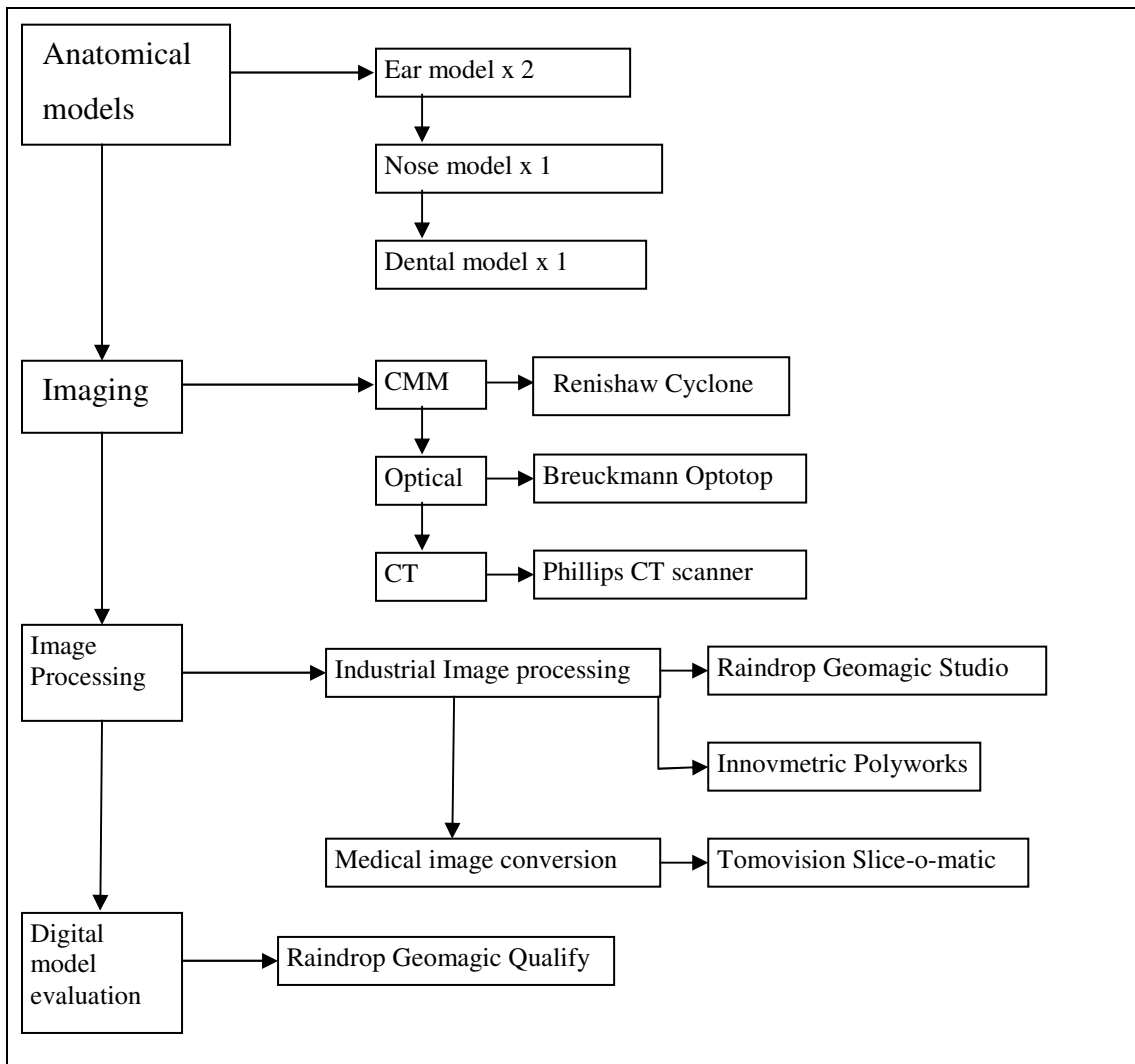 Anatomical
models
Ear model x 2
Nose model x 1
Dental model x 1
Imaging
CMM
Renishaw Cyclone
Optical
Breuckmann Optotop
CT
Phillips CT scanner
Image
Processing
Industrial Image processing
Raindrop Geomagic Studio
Innovmetric Polyworks
Medical image conversion
Tomovision Slice-o-matic
Digital
model
evaluation
Raindrop Geomagic Qualify